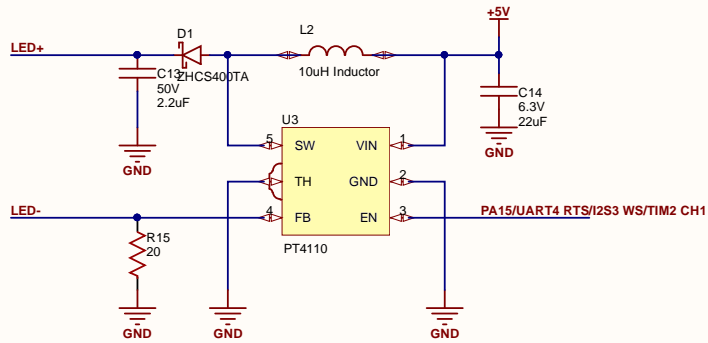 +5V
L2
D1
LED+
C13
ZHCS400TA
50V
2.2uF
10uH Inductor
C14
6.3V
22uF
U3
GND
GND
5
SW
VIN
1
TH
GND
2
LED-
4
FB
EN
3
PA15/UART4 RTS/I2S3 WS/TIM2 CH1
R15
20
PT4110
GND
GND
GND